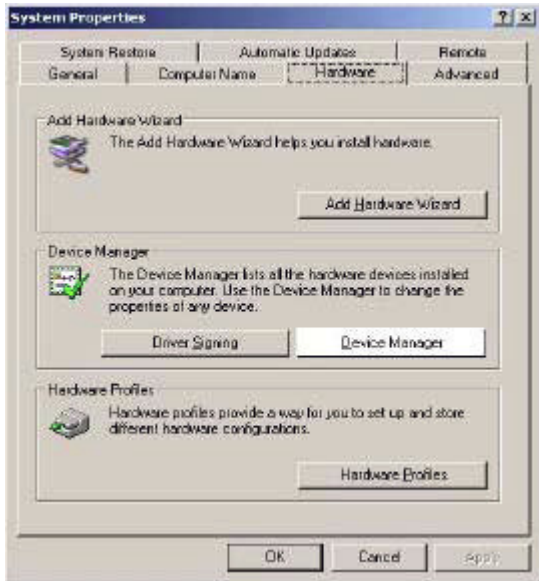 System Properties
System Restore Automatic Updates Remote
General Computer Name Hardware Advanced
Add Hardware Wizard
The Add Hardware Wizard helps you install hardware.
Add Hardware Wizard
Device Manager
The Device Manager lists all the hardware devices installed
on your computer. Use the Device Manager to change the
properties of any device.
Driver Signing Device Manager
Hardware Profiles
Hardware profiles provide a way for you to set up and store
different hardware configurations.
Hardware Profiles
OK Cancel Apply